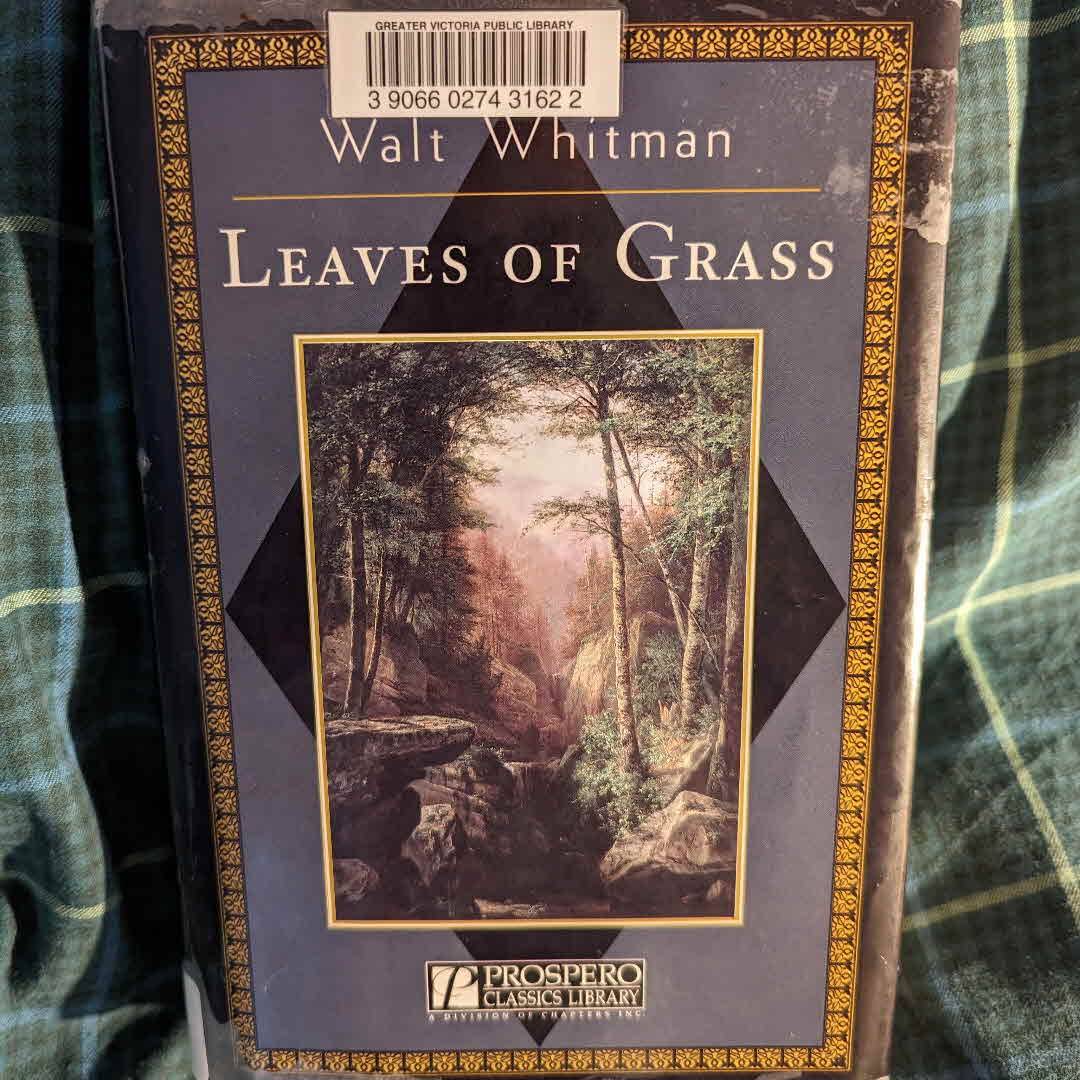 GREATER VICTORIA PUBLIC LIBRARY
3 9066 0274 3162 2
Walt Whitman
LEAVES OF GRASS
P PROSPERO
CLASSICS LIBRARY
A DIVISION OF CHAPTERS INC.